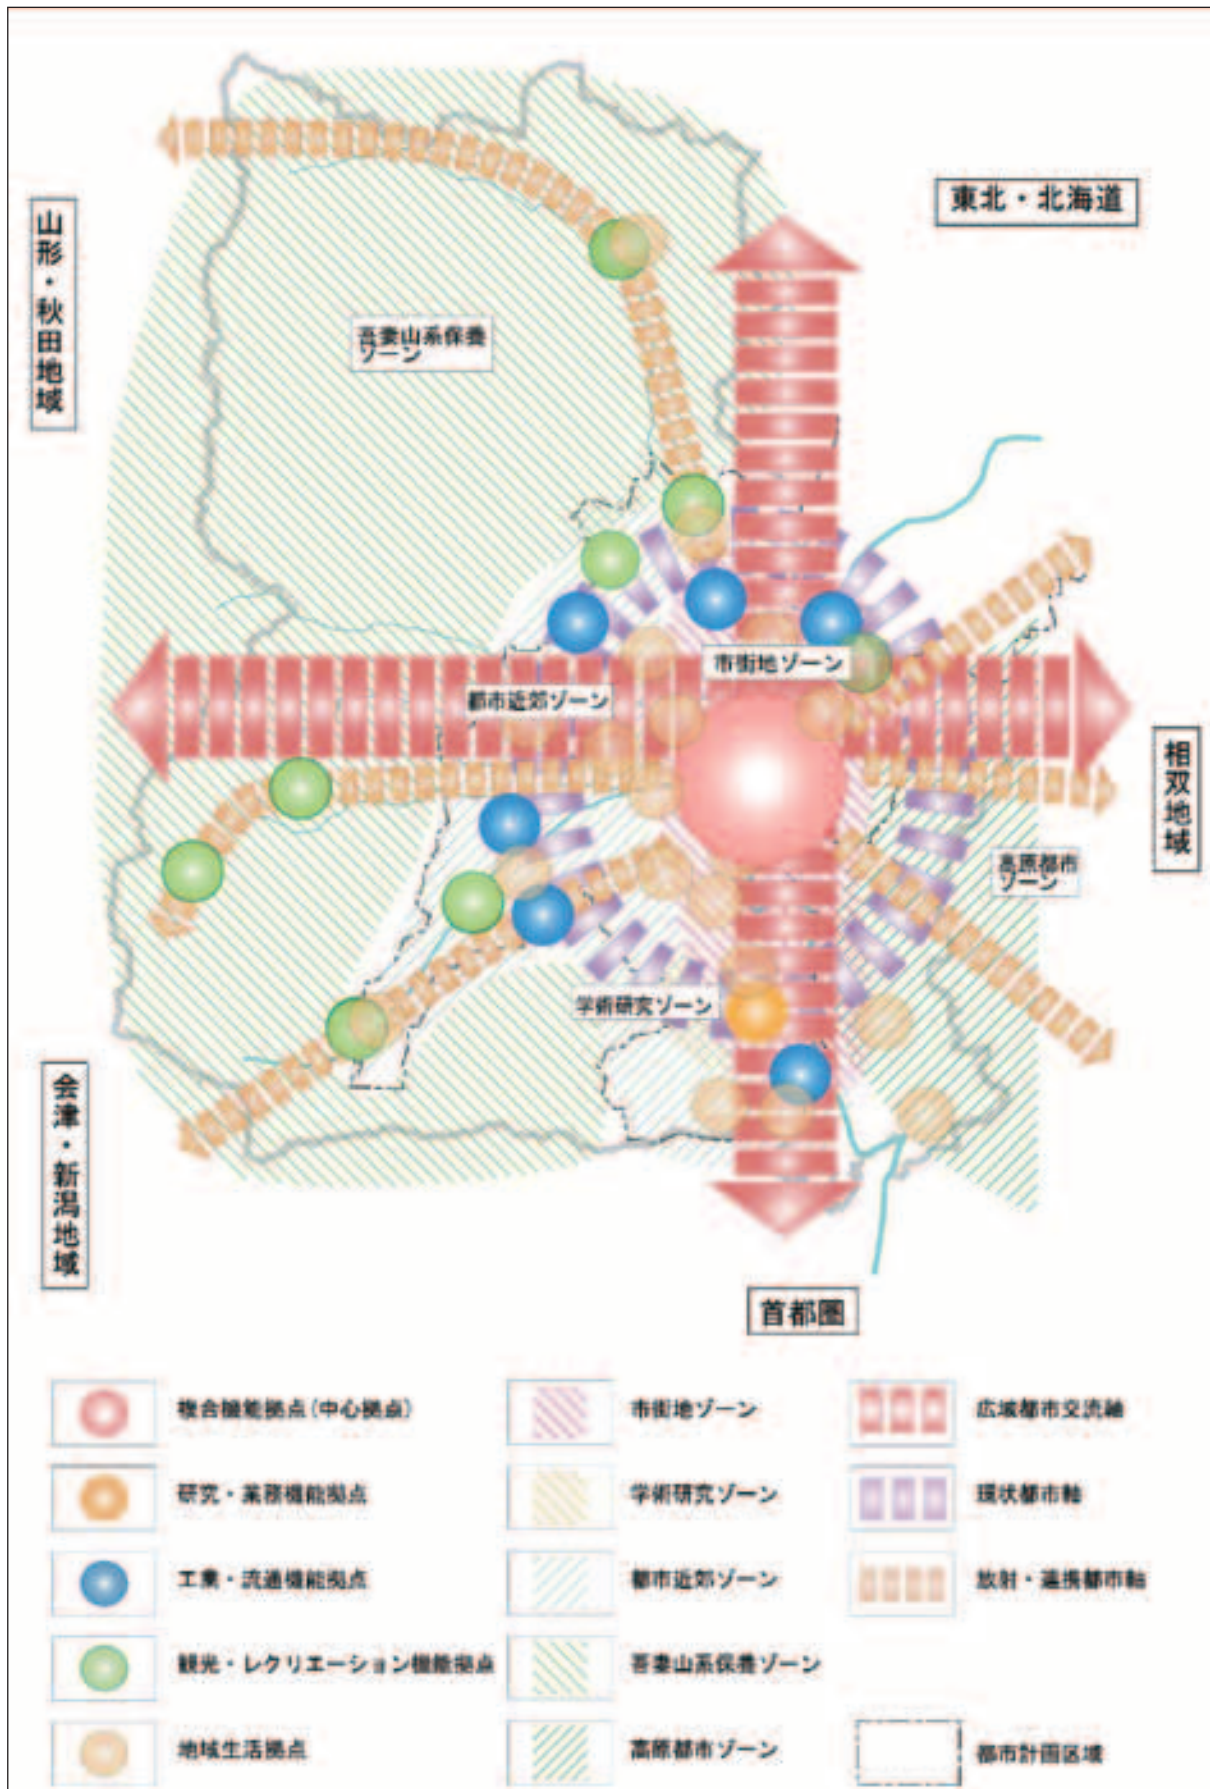 東北・北海道
山形・秋田地域
吾妻山系保養
ゾーン
市街地ゾーン
都市近郊ゾーン
相双地域
高原都市
ゾーン
学術研究ゾーン
会津・新潟地域
首都圏
複合機能拠点(中心拠点)
市街地ゾーン
広域都市交流軸
研究・業務機能拠点
学術研究ゾーン
環状都市軸
工業・流通機能拠点
都市近郊ゾーン
放射・連携都市軸
観光・レクリエーション機能拠点
吾妻山系保養ゾーン
地域生活拠点
高原都市ゾーン
都市計画区域